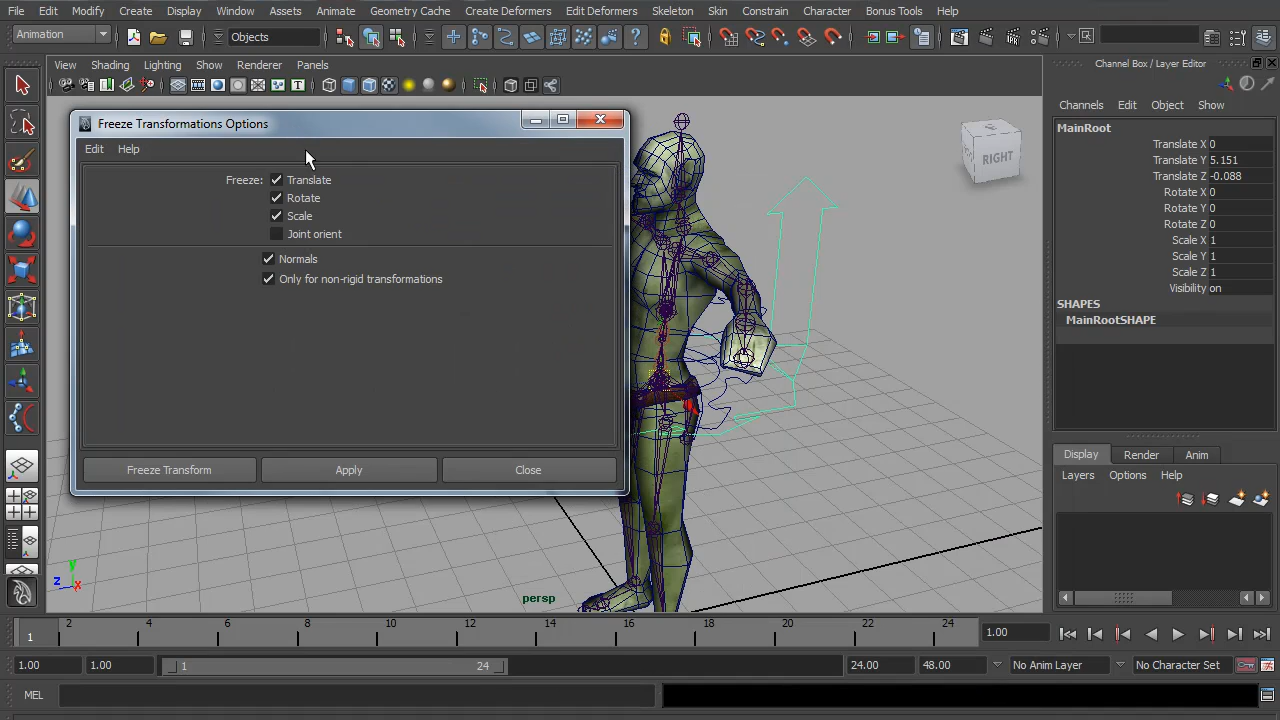 File Edit Modify Create Display Window Assets Animate Geometry Cache Create Deformers Edit Deformers Skeleton Skin Constrain Character Bonus Tools Help
Animation Objects
View Shading Lighting Show Renderer Panels
Channel Box / Layer Editor
Channels Edit Object Show
Freeze Transformations Options
Edit Help
Freeze: Translate
Rotate
Scale
Joint orient
Normals
Only for non-rigid transformations
Freeze Transform Apply Close
RIGHT
MainRoot
Translate X 0
Translate Y 5.151
Translate Z -0.088
Rotate X 0
Rotate Y 0
Rotate Z 0
Scale X 1
Scale Y 1
Scale Z 1
Visibility on
SHAPES
MainRootSHAPE
Display Render Anim
Layers Options Help
y
z x
persp
1 2 4 6 8 10 12 14 16 18 20 22 24
1.00
1.00 1.00 1 24 24.00 48.00 No Anim Layer No Character Set
MEL